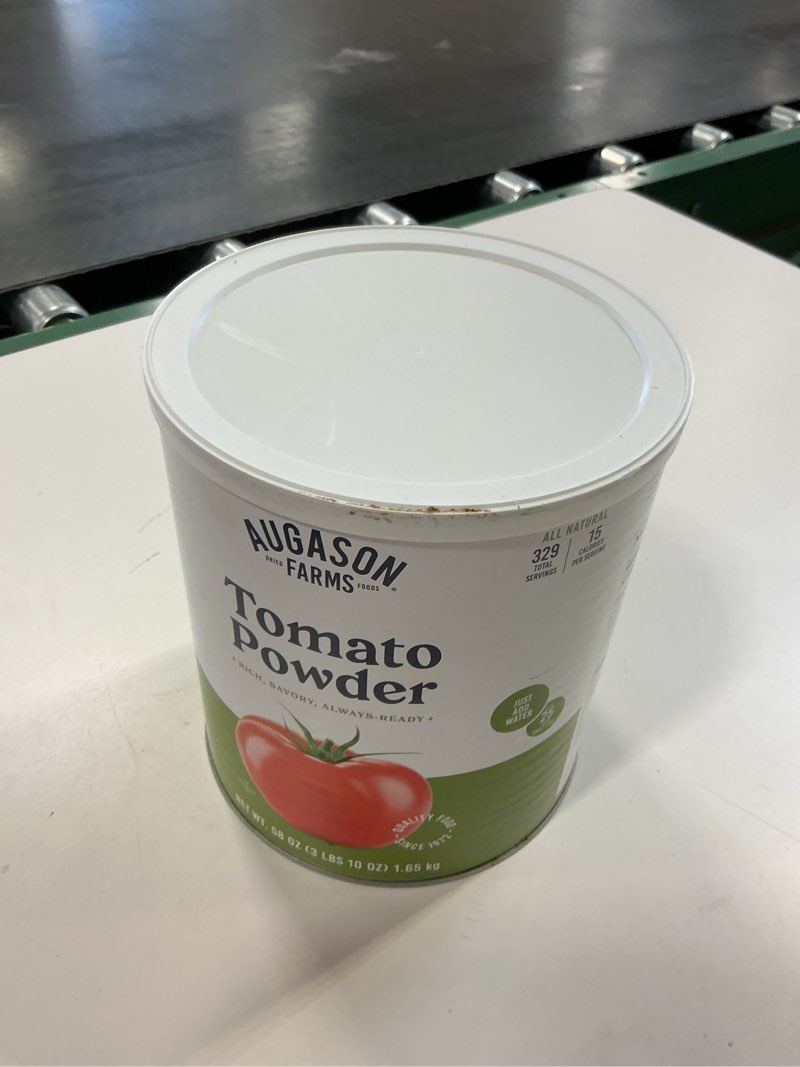 AUGASON
DRIED FARMS FOODS
Tomato
Powder
• RICH, SAVORY, ALWAYS-READY •
ALL NATURAL
329
TOTAL
SERVINGS
15
CALORIES
PER SERVING
JUST
ADD
WATER
25
QUALITY FOOD
SINCE 1972
NET WT. 58 OZ (3 LBS 10 OZ) 1.65 kg